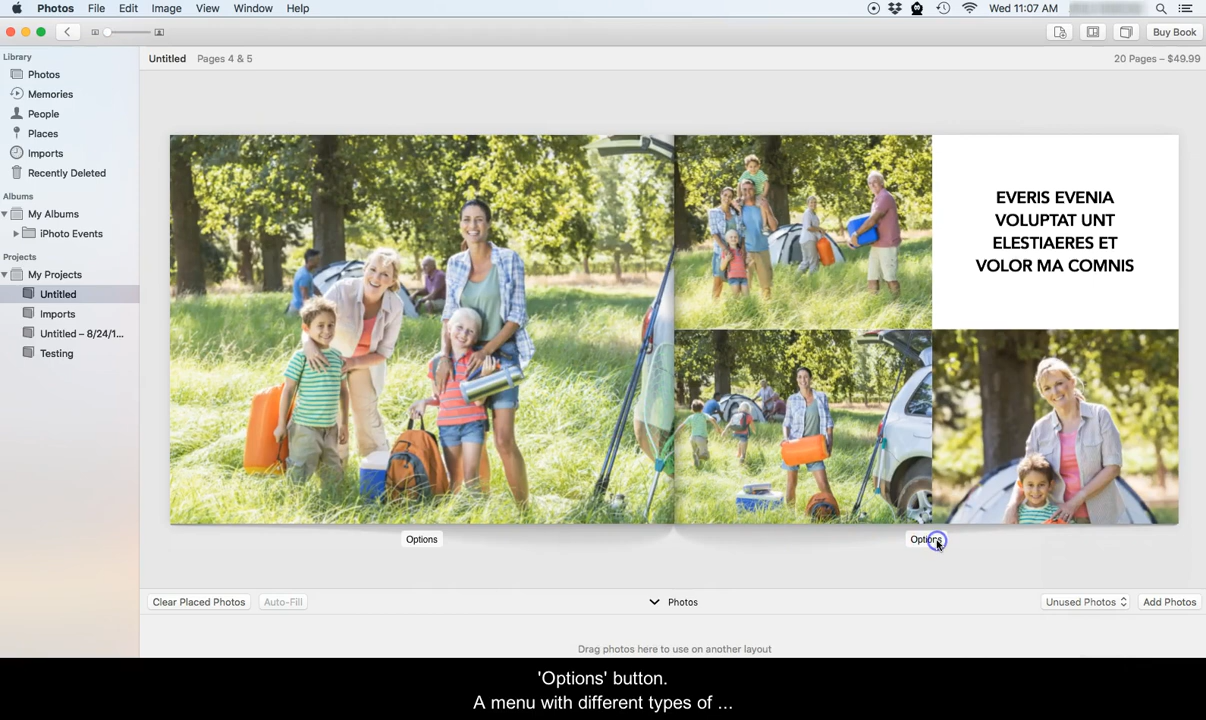 Photos File Edit Image View Window Help Wed 11:07 AM
Buy Book
Library
Untitled Pages 4 & 5 20 Pages – $49.99
Photos
Memories
People
Places
Imports
Recently Deleted
Albums
My Albums
iPhoto Events
Projects
My Projects
Untitled
Imports
Untitled – 8/24/1...
Testing
EVERIS EVENIA
VOLUPTAT UNT
ELESTIAERES ET
VOLOR MA COMNIS
Options Options
Clear Placed Photos Auto-Fill Photos Unused Photos Add Photos
Drag photos here to use on another layout
'Options' button.
A menu with different types of ...